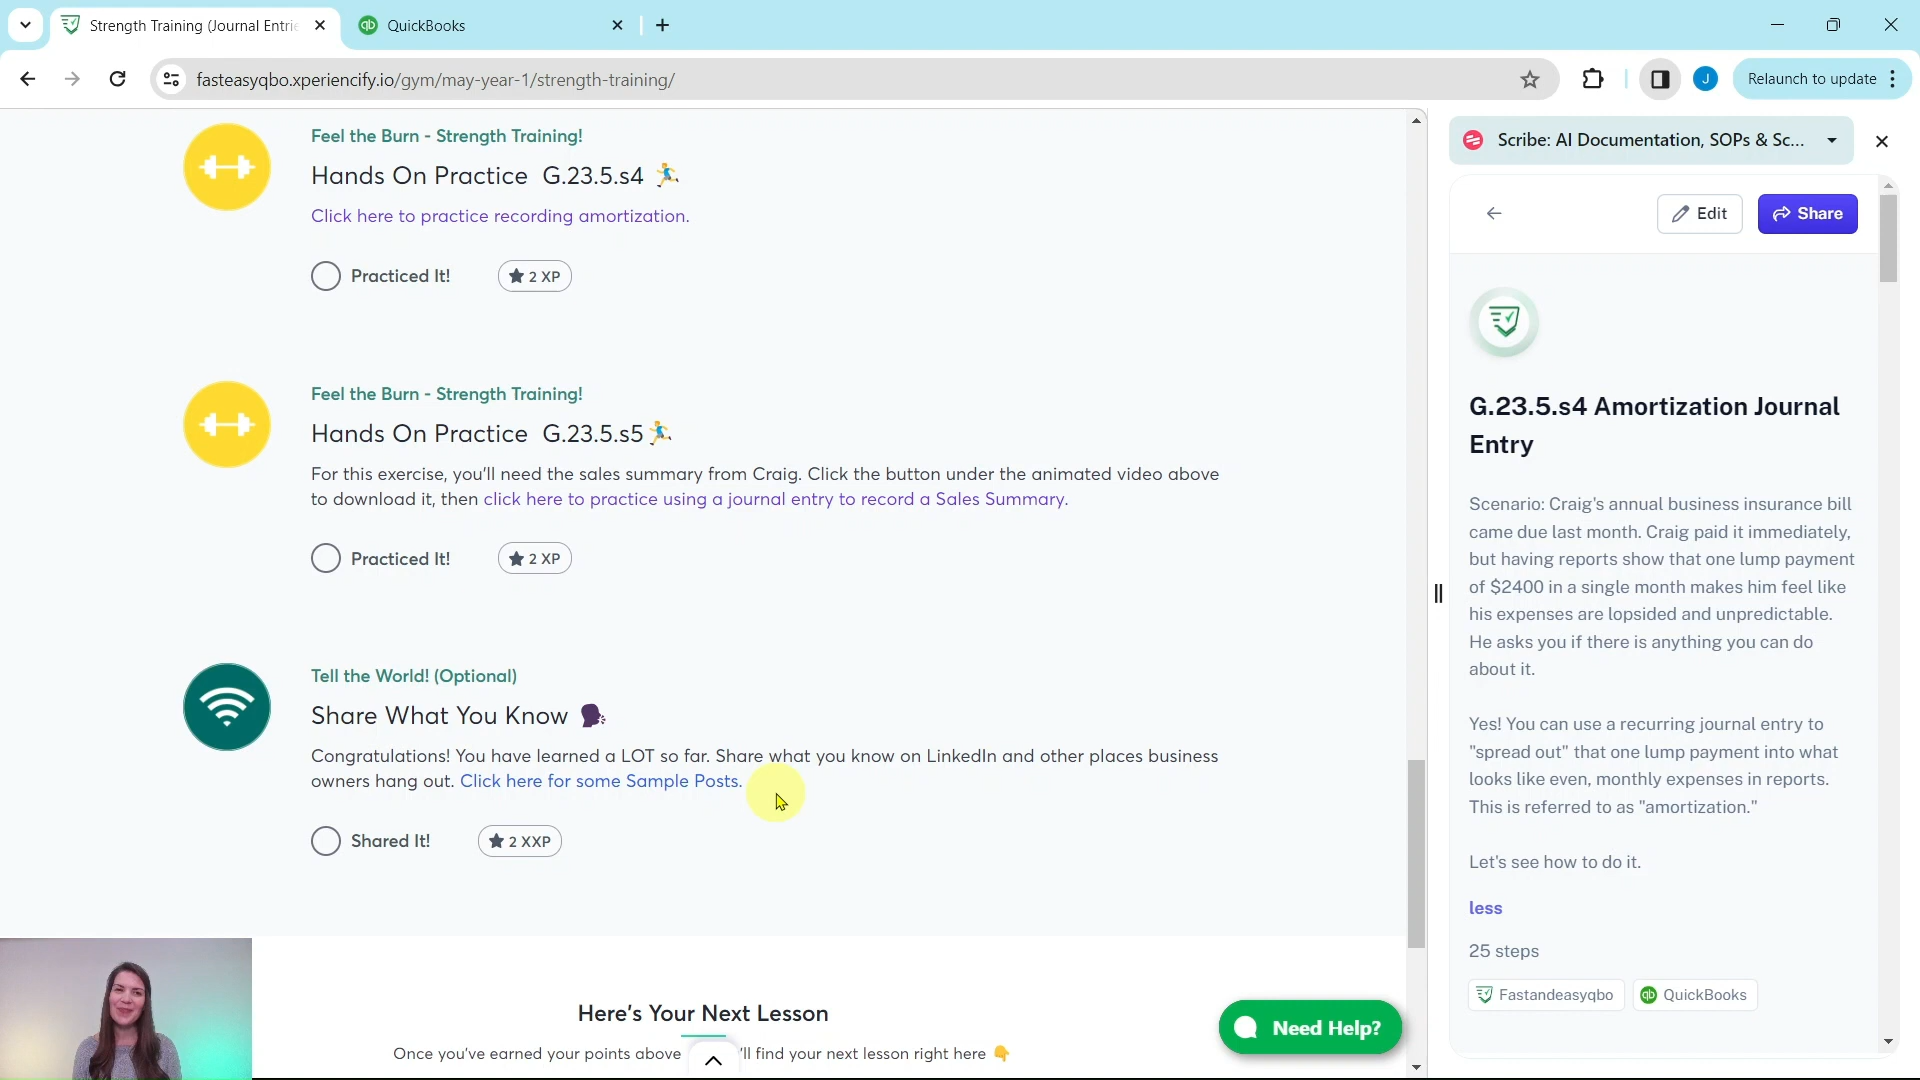 Strength Training (Journal Entrie
QuickBooks
fasteasyqbo.xperiencify.io/gym/may-year-1/strength-training/
J
Relaunch to update
Feel the Burn - Strength Training!
Hands On Practice G.23.5.s4
Click here to practice recording amortization.
Practiced It!
2 XP
Feel the Burn - Strength Training!
Hands On Practice G.23.5.s5
For this exercise, you'll need the sales summary from Craig. Click the button under the animated video above
to download it, then click here to practice using a journal entry to record a Sales Summary.
Practiced It!
2 XP
Tell the World! (Optional)
Share What You Know
Congratulations! You have learned a LOT so far. Share what you know on LinkedIn and other places business
owners hang out. Click here for some Sample Posts.
Shared It!
2 XXP
Here's Your Next Lesson
Once you've earned your points above 'll find your next lesson right here
Need Help?
Scribe: AI Documentation, SOPs & Sc...
Edit
Share
G.23.5.s4 Amortization Journal
Entry
Scenario: Craig's annual business insurance bill
came due last month. Craig paid it immediately,
but having reports show that one lump payment
of $2400 in a single month makes him feel like
his expenses are lopsided and unpredictable.
He asks you if there is anything you can do
about it.
Yes! You can use a recurring journal entry to
"spread out" that one lump payment into what
looks like even, monthly expenses in reports.
This is referred to as "amortization."
Let's see how to do it.
less
25 steps
Fastandeasyqbo
qb QuickBooks